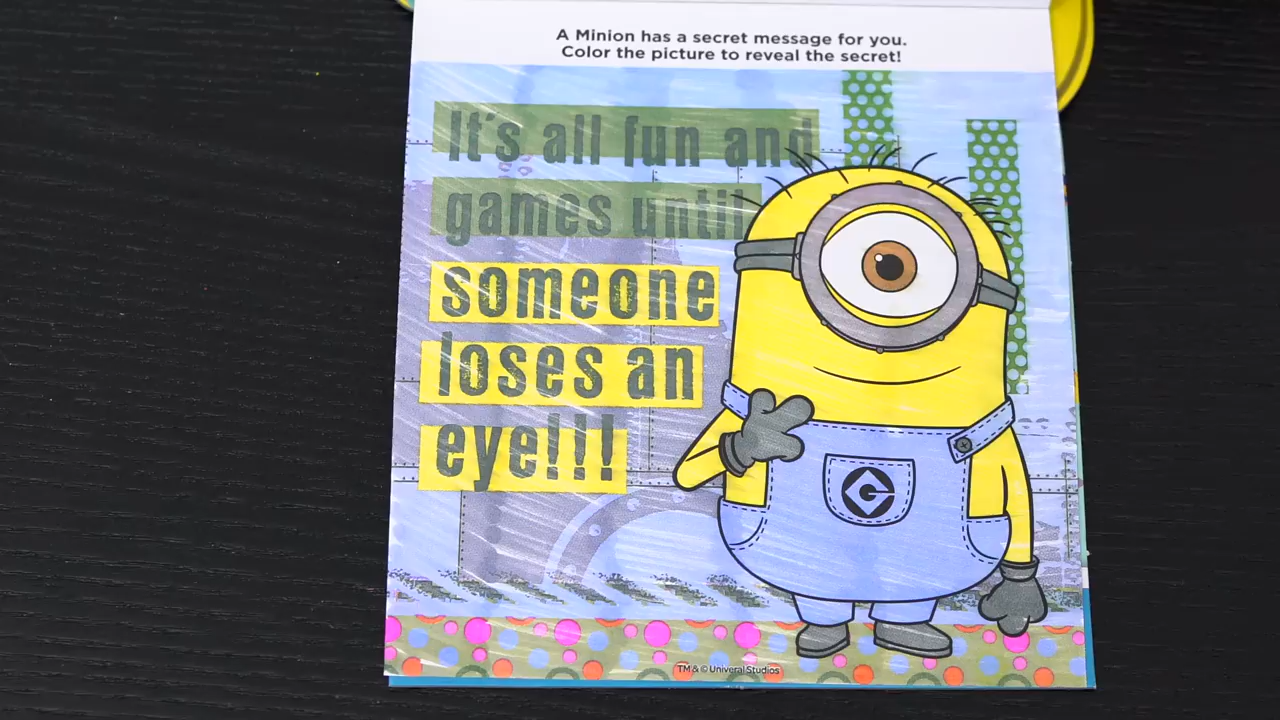 A Minion has a secret message for you.
Color the picture to reveal the secret!
It's all fun and
games until
someone
loses an
eye!!!
TM & © Univeral Studios